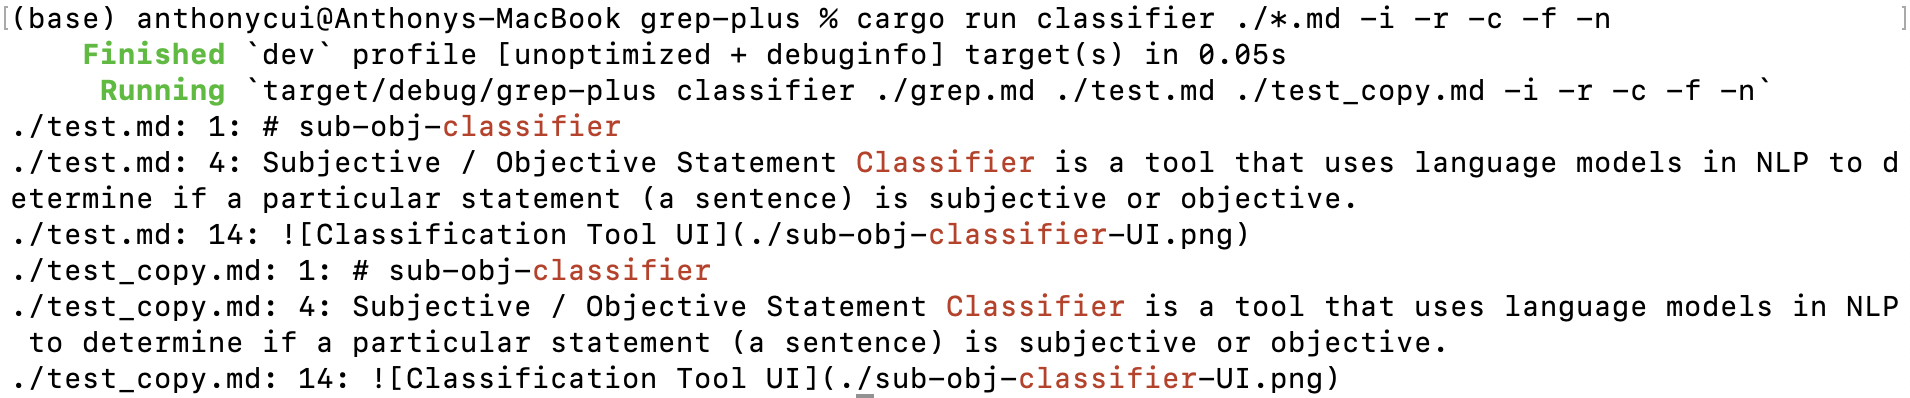 (base) anthonycui@Anthonys-MacBook grep-plus % cargo run classifier ./*.md -i -r -c -f -n
Finished `dev` profile [unoptimized + debuginfo] target(s) in 0.05s
Running `target/debug/grep-plus classifier ./grep.md ./test.md ./test_copy.md -i -r -c -f -n`
./test.md: 1: # sub-obj-classifier
./test.md: 4: Subjective / Objective Statement Classifier is a tool that uses language models in NLP to d
etermine if a particular statement (a sentence) is subjective or objective.
./test.md: 14: ![Classification Tool UI](./sub-obj-classifier-UI.png)
./test_copy.md: 1: # sub-obj-classifier
./test_copy.md: 4: Subjective / Objective Statement Classifier is a tool that uses language models in NLP
 to determine if a particular statement (a sentence) is subjective or objective.
./test_copy.md: 14: ![Classification Tool UI](./sub-obj-classifier-UI.png)